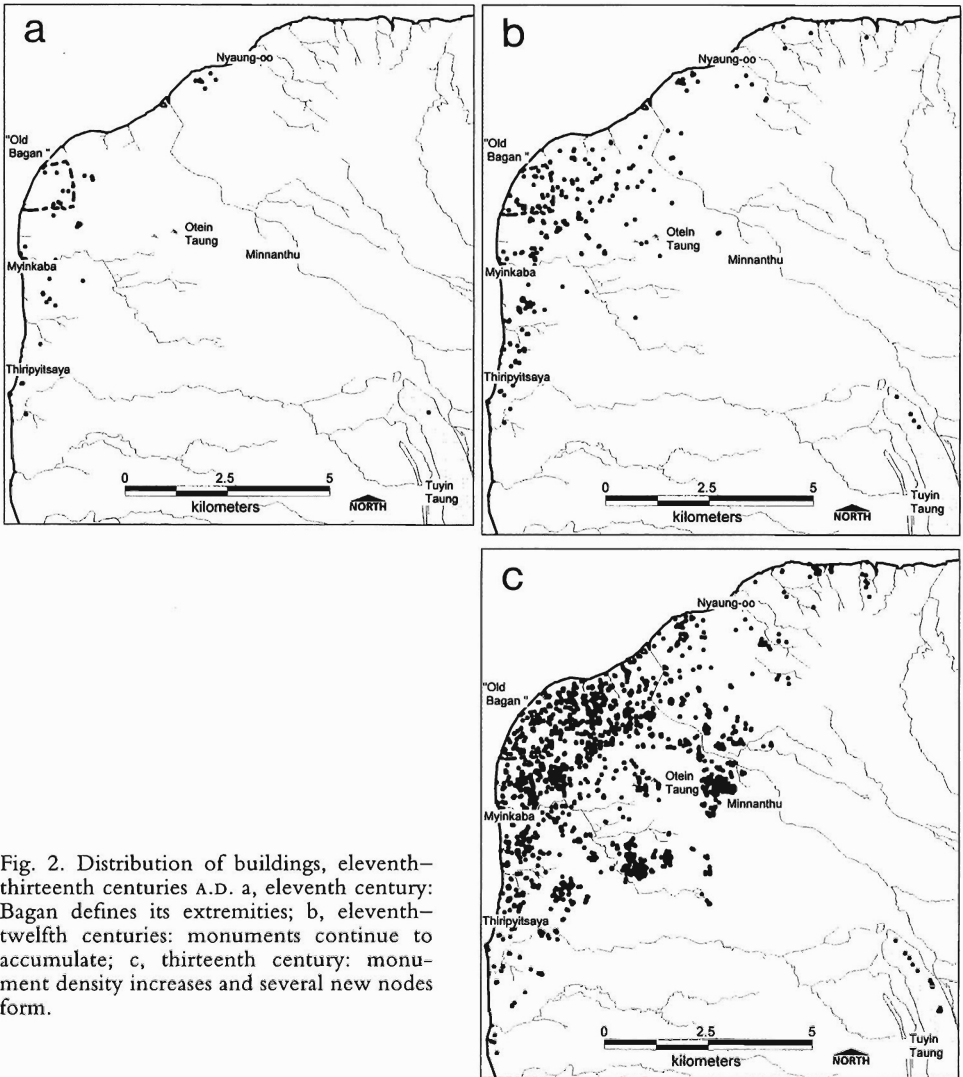 a
Nyaung-oo
"Old
Bagan "
Otein
Taung
Myinkaba
Minnanthu
Thiripyitsaya
0 2.5 5
kilometers
NORTH
Tuyin
Taung
b
Nyaung-oo
"Old
Bagan "
Otein
Taung
Myinkaba
Minnanthu
Thiripyitsaya
0 2.5 5
kilometers
NORTH
Tuyin
Taung
c
Nyaung-oo
"Old
Bagan "
Otein
Taung
Minnanthu
Myinkaba
Thiripyitsaya
0 2.5 5
kilometers
NORTH
Tuyin
Taung
Fig. 2. Distribution of buildings, eleventh–
thirteenth centuries A.D. a, eleventh century:
Bagan defines its extremities; b, eleventh–
twelfth centuries: monuments continue to
accumulate; c, thirteenth century: monu-
ment density increases and several new nodes
form.